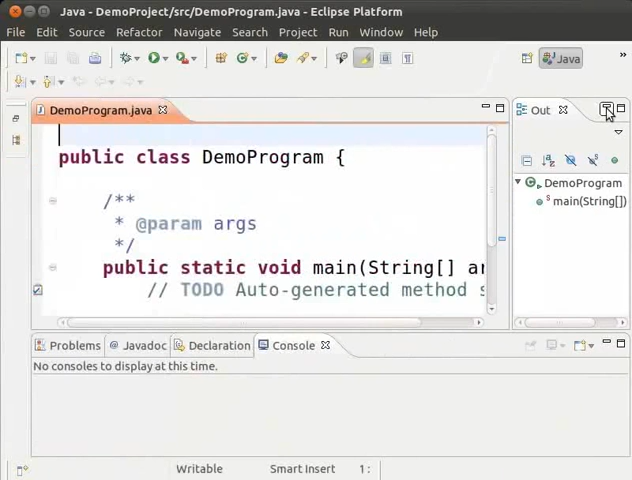 Java - DemoProject/src/DemoProgram.java - Eclipse Platform
File Edit Source Refactor Navigate Search Project Run Window Help
Java
DemoProgram.java
Out
public class DemoProgram {
/**
* @param args
*/
public static void main(String[] ar
// TODO Auto-generated method s
DemoProgram
main(String[])
Problems @ Javadoc Declaration Console
No consoles to display at this time.
Writable Smart Insert 1 :